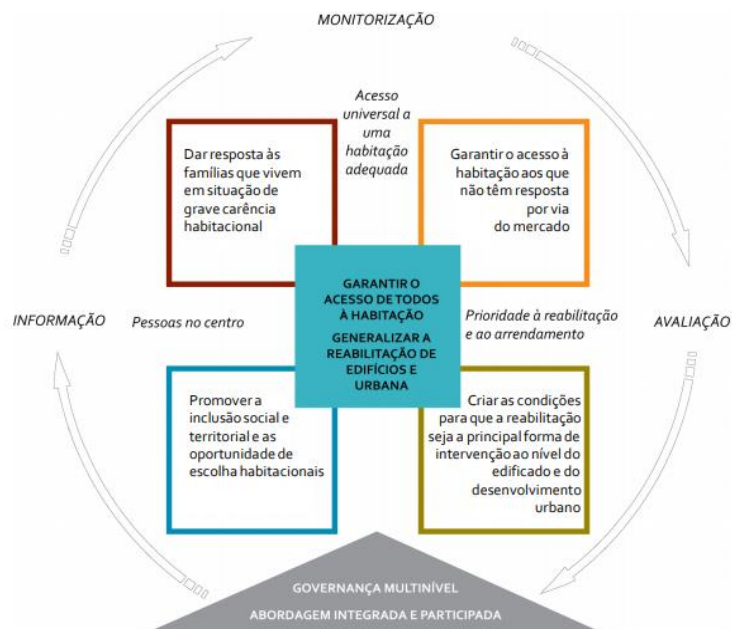 MONITORIZAÇÃO
Acesso
universal a
uma
habitação
adequada
Dar resposta às
famílias que vivem
em situação de
grave carência
habitacional
Garantir o acesso à
habitação aos que
não têm resposta
por via
do mercado
GARANTIR O
ACESSO DE TODOS
À HABITAÇÃO
GENERALIZAR A
REABILITAÇÃO DE
EDIFÍCIOS E
URBANA
INFORMAÇÃO
Pessoas no centro
Prioridade à reabilitação
e ao arrendamento
AVALIAÇÃO
Promover a
inclusão social e
territorial e as
oportunidade de
escolha habitacionais
Criar as condições
para que a reabilitação
seja a principal forma de
intervenção ao nível do
edificado e do
desenvolvimento
urbano
GOVERNANÇA MULTINÍVEL
ABORDAGEM INTEGRADA E PARTICIPADA